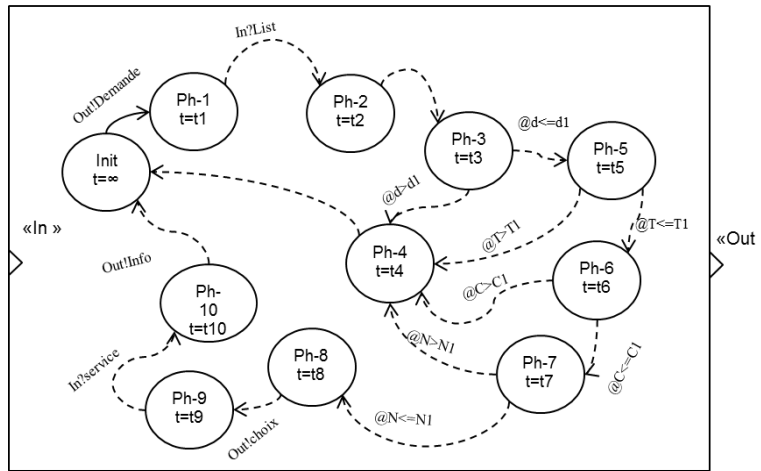 In?List
Out!Demande
Ph-1
t=t1
Ph-2
t=t2
Ph-3
t=t3
@d<=d1
Ph-5
t=t5
Init
t=∞
@d>d1
@T>T1
@T<=T1
«In »
«Out
Ph-4
t=t4
Out!Info
@C>C1
Ph-6
t=t6
Ph-
10
t=t10
@N>N1
@C<=C1
In?service
Ph-8
t=t8
Ph-7
t=t7
Ph-9
t=t9
@N<=N1
Out!choix